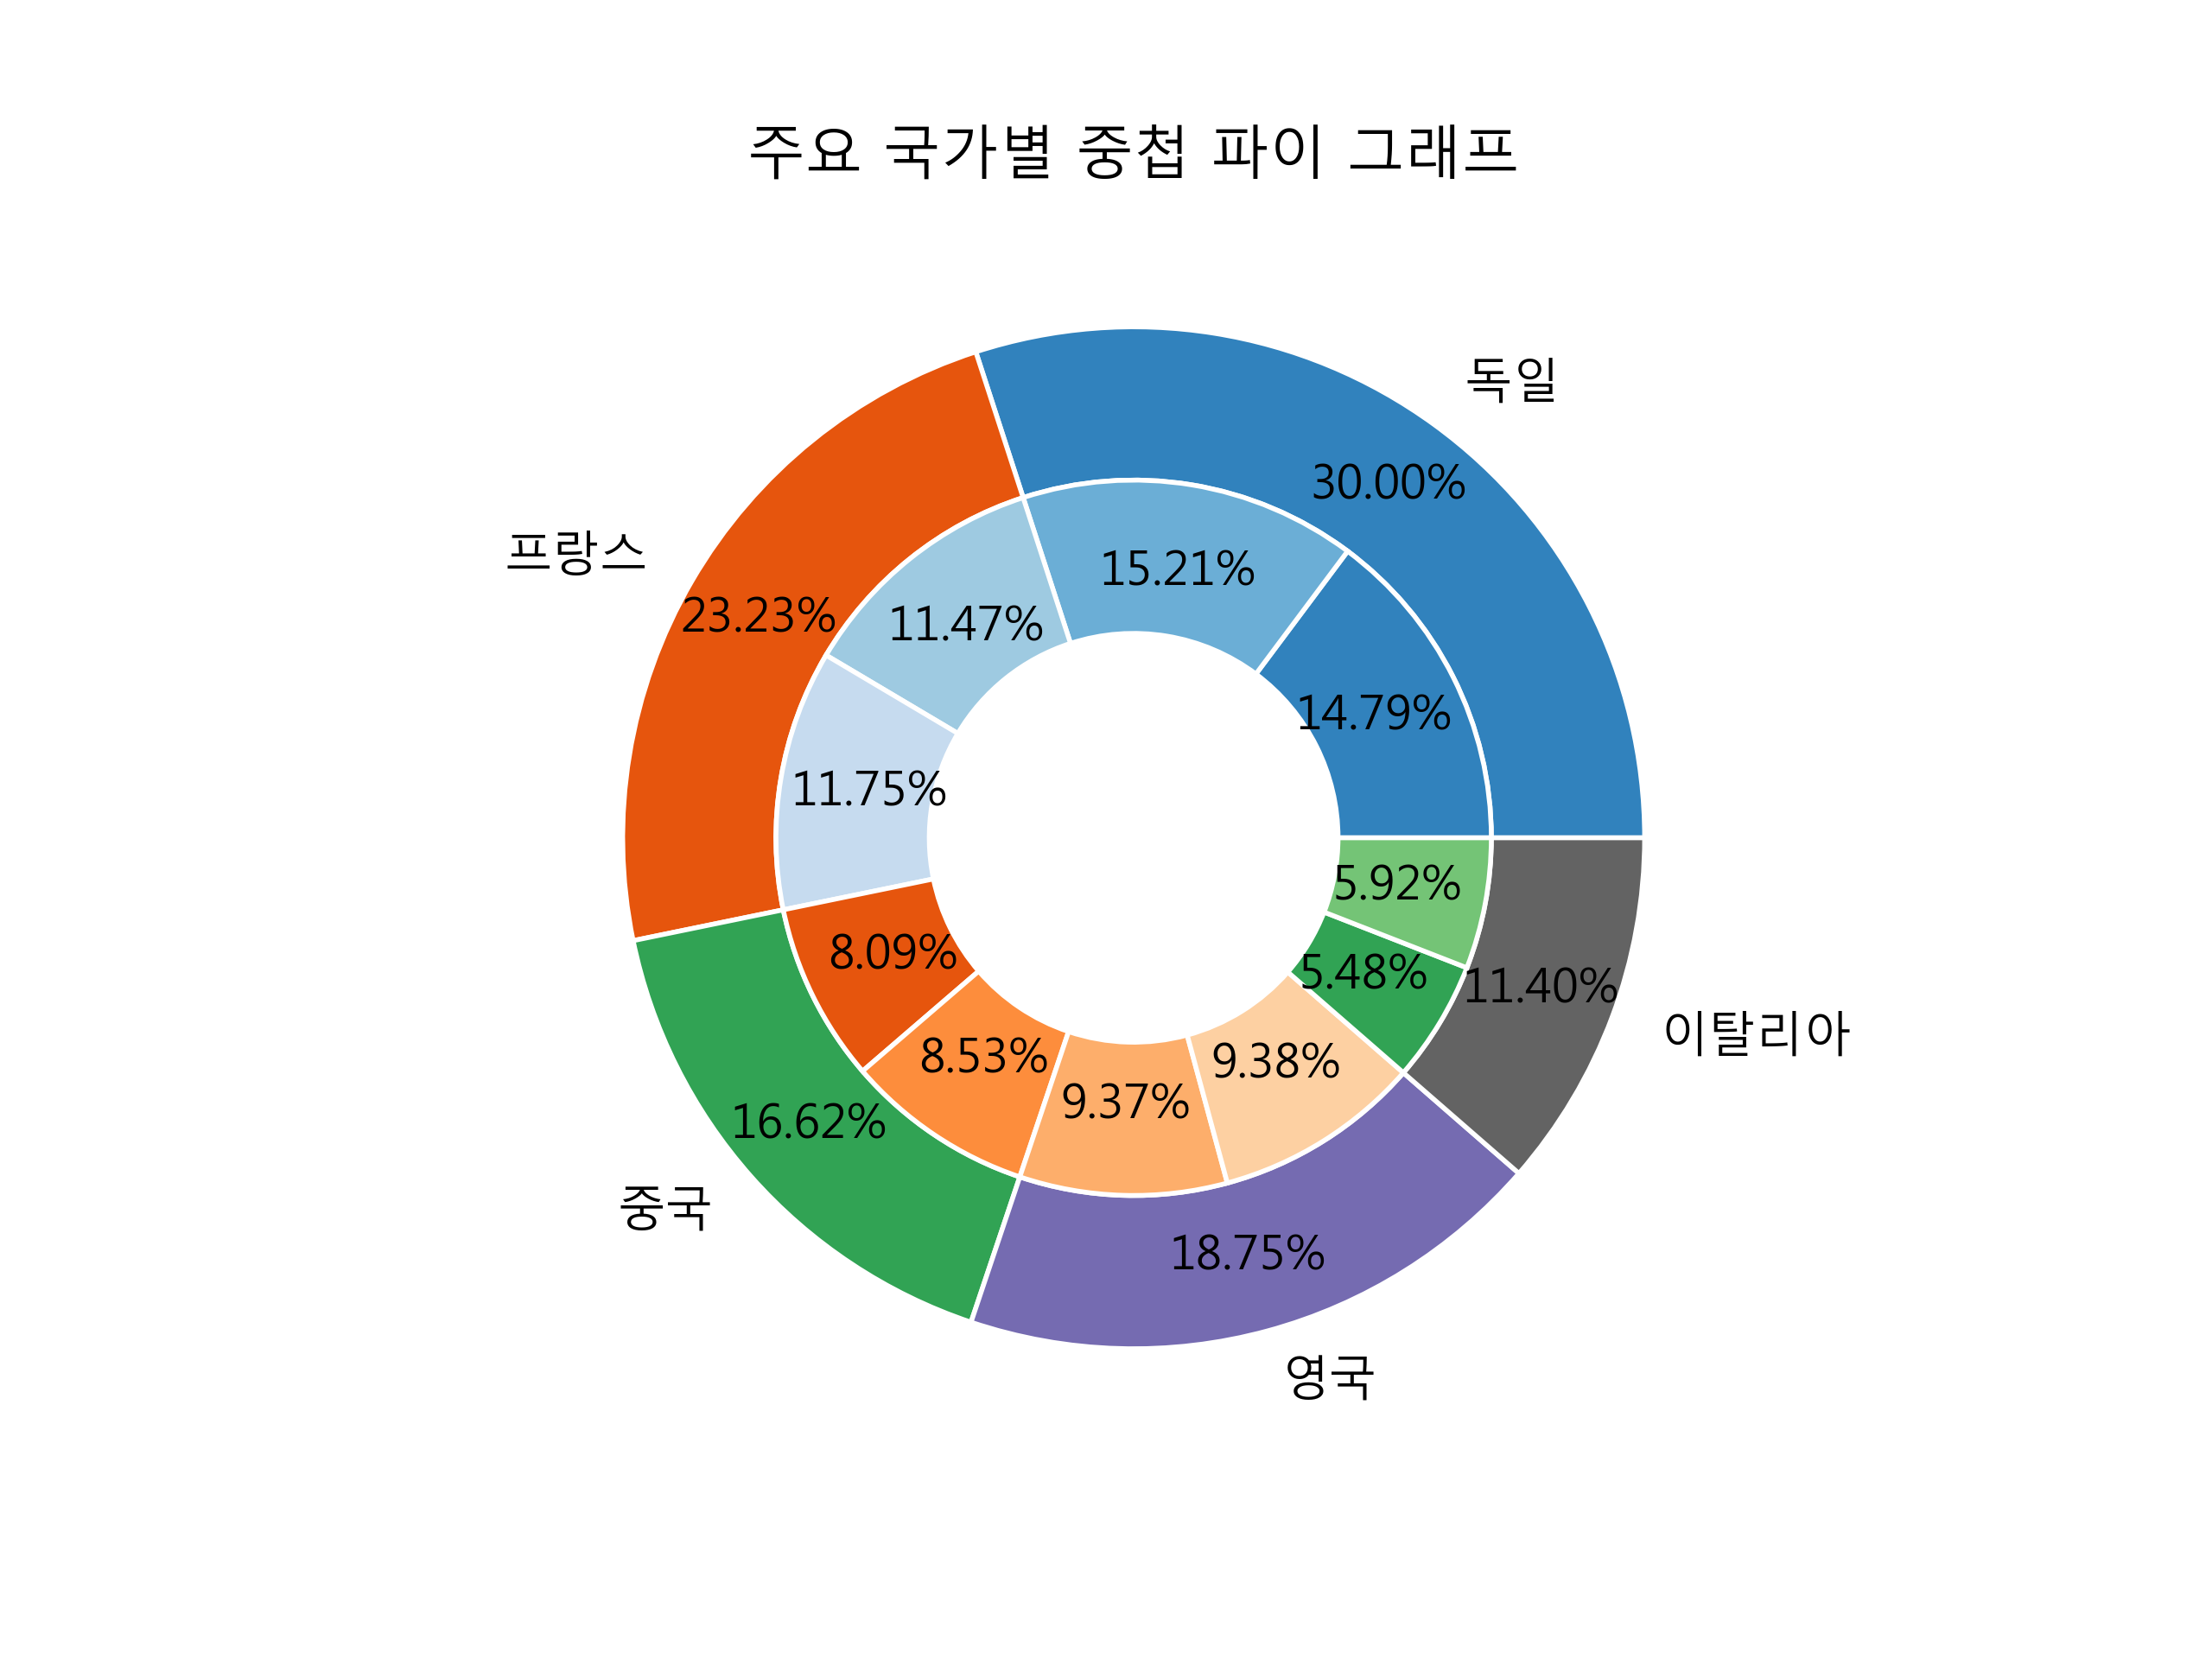 주요 국가별 중첩 파이 그래프
독일
30.00%
프랑스
15.21%
23.23%
11.47%
14.79%
11.75%
5.92%
8.09%
5.48%
11.40%
이탈리아
8.53%
9.38%
9.37%
16.62%
중국
18.75%
영국